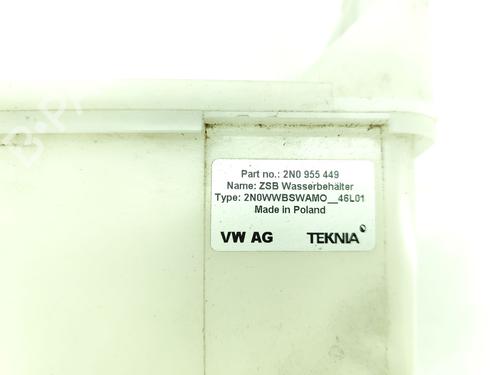 Part no.: 2N0 955 449
Name: ZSB Wasserbehälter
Type: 2N0WWBSWAMO__46L01
Made in Poland
VW AG TEKNIA